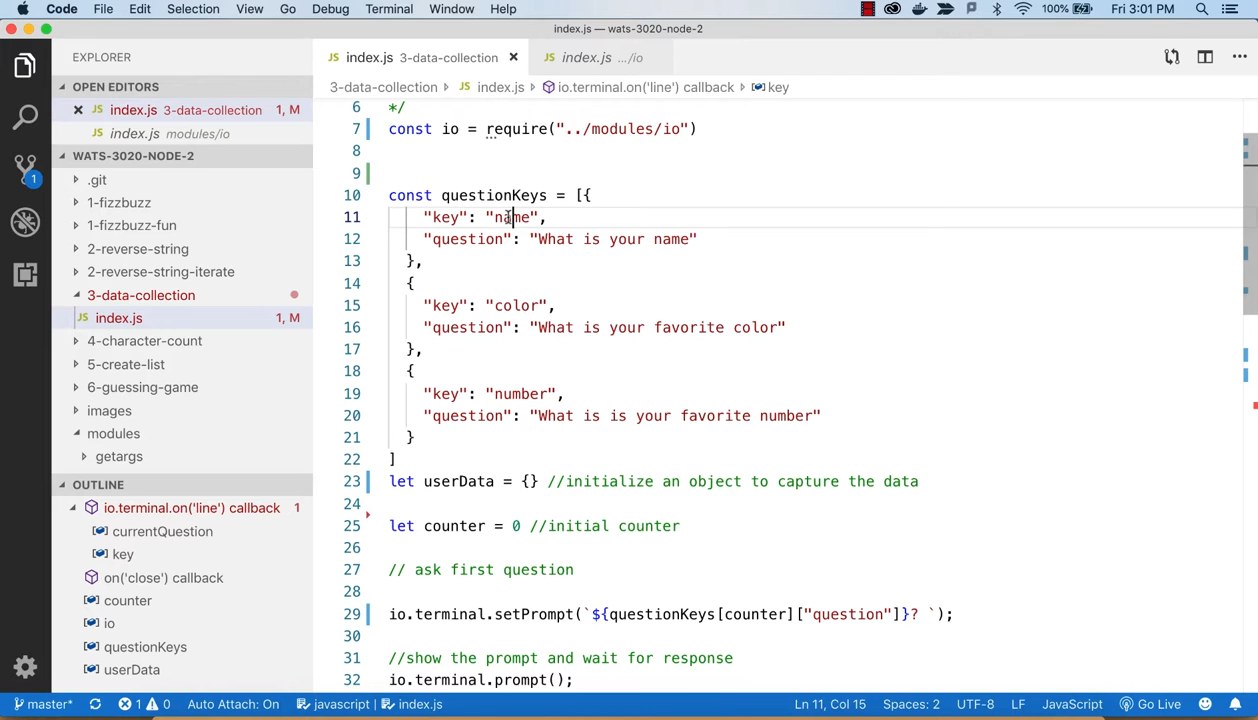 Code File Edit Selection View Go Debug Terminal Window Help 100% Fri 3:01 PM
index.js — wats-3020-node-2
EXPLORER
index.js 3-data-collection
index.js .../io
3-data-collection index.js io.terminal.on('line') callback key
OPEN EDITORS
index.js 3-data-collection 1, M
index.js modules/io
WATS-3020-NODE-2
.git
1-fizzbuzz
1-fizzbuzz-fun
2-reverse-string
2-reverse-string-iterate
3-data-collection
JS index.js 1, M
4-character-count
5-create-list
6-guessing-game
images
modules
getargs
OUTLINE
io.terminal.on('line') callback 1
currentQuestion
key
on('close') callback
counter
io
questionKeys
userData
6 */
7 const io = require("../modules/io")
8
9
10 const questionKeys = [{
11 "key": "name",
12 "question": "What is your name"
13 },
14 {
15 "key": "color",
16 "question": "What is your favorite color"
17 },
18 {
19 "key": "number",
20 "question": "What is is your favorite number"
21 }
22 ]
23 let userData = {} //initialize an object to capture the data
24
25 let counter = 0 //initial counter
26
27 // ask first question
28
29 io.terminal.setPrompt(`${questionKeys[counter]["question"]}? `);
30
31 //show the prompt and wait for response
32 io.terminal.prompt();
master* 1 0 Auto Attach: On javascript index.js Ln 11, Col 15 Spaces: 2 UTF-8 LF JavaScript Go Live